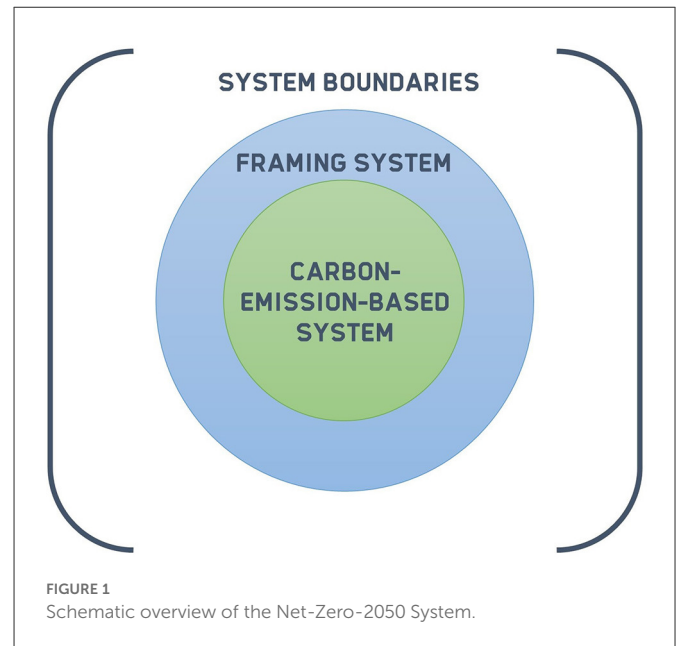 SYSTEM BOUNDARIES
FRAMING SYSTEM
CARBON-
EMISSION-BASED
SYSTEM
FIGURE 1
Schematic overview of the Net-Zero-2050 System.